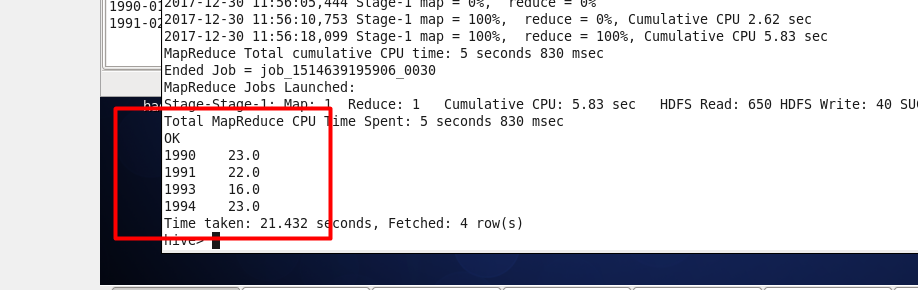 1990-01
1991-02
2017-12-30 11:56:05,444 Stage-1 map = 0%,  reduce = 0%
2017-12-30 11:56:10,753 Stage-1 map = 100%,  reduce = 0%, Cumulative CPU 2.62 sec
2017-12-30 11:56:18,099 Stage-1 map = 100%,  reduce = 100%, Cumulative CPU 5.83 sec
MapReduce Total cumulative CPU time: 5 seconds 830 msec
Ended Job = job_1514639195906_0030
MapReduce Jobs Launched:
Stage-Stage-1: Map: 1  Reduce: 1   Cumulative CPU: 5.83 sec   HDFS Read: 650 HDFS Write: 40 SU
Total MapReduce CPU Time Spent: 5 seconds 830 msec
OK
1990    23.0
1991    22.0
1993    16.0
1994    23.0
Time taken: 21.432 seconds, Fetched: 4 row(s)
hive>